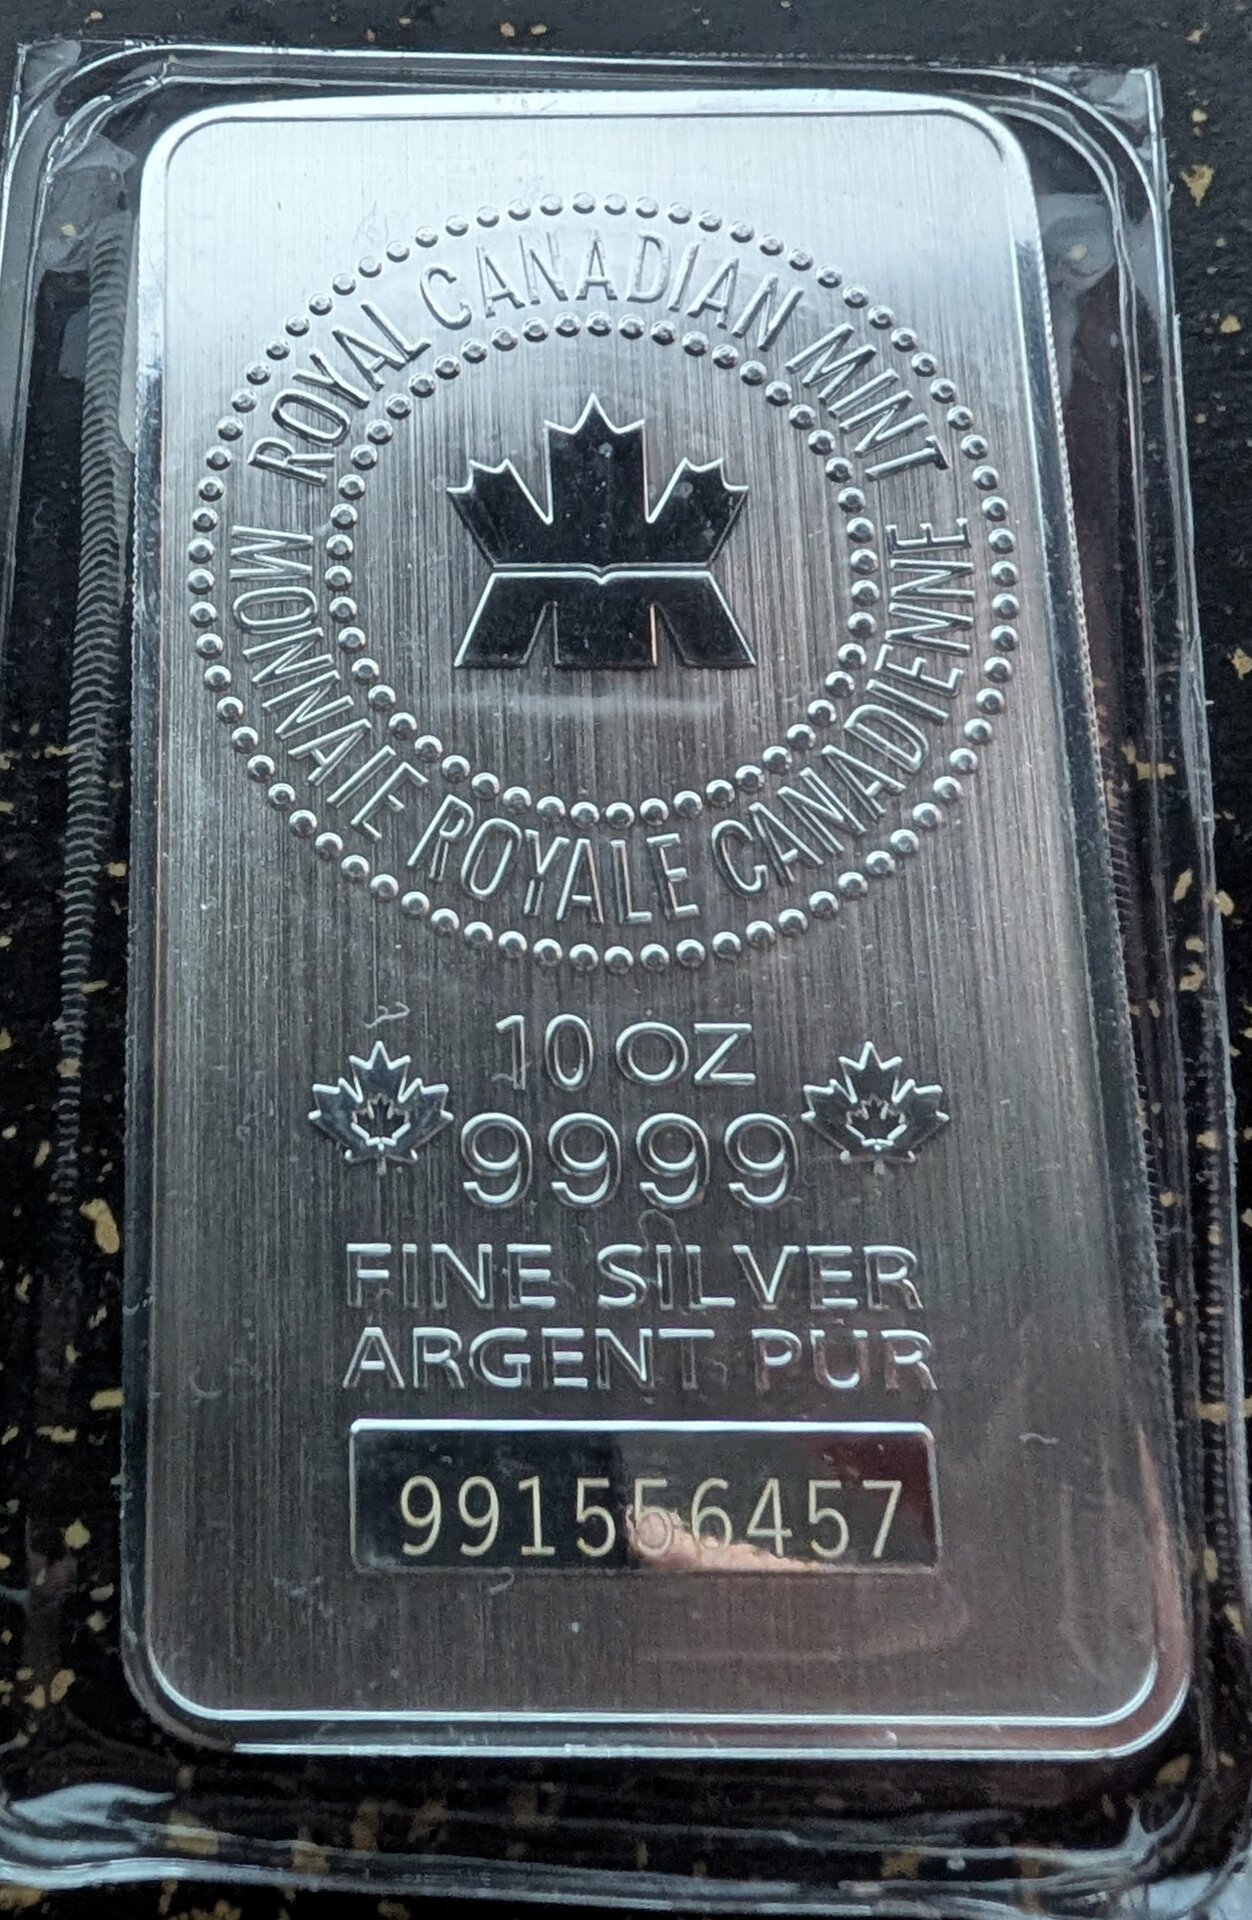 ROYAL CANADIAN MINT
MONNAIE ROYALE CANADIENNE
10 OZ
9999
FINE SILVER
ARGENT PUR
991556457